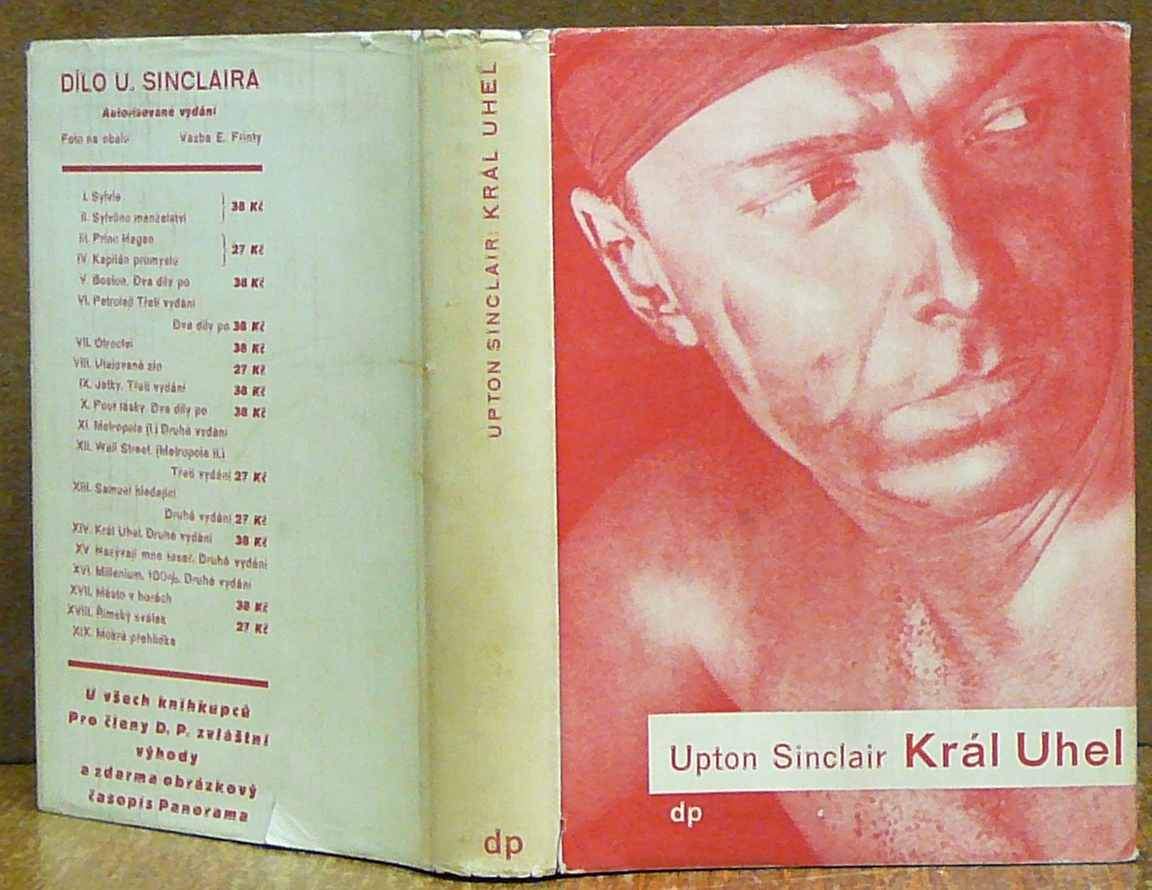 DÍLO U. SINCLAIRA
Autorisované vydání
Foto na obalu Vazba E. Frinty
I. Sylvie
II. Sylviino manželství
38 Kč
III. Princ Hagen
IV. Kapitán průmyslu
27 Kč
V. Boston. Dva díly po 38 Kč
VI. Petrolej! Třetí vydání
Dva díly po 38 Kč
VII. Otroctví 38 Kč
VIII. Utajované zlo 27 Kč
IX. Jatky. Třetí vydání 38 Kč
X. Pouť lásky. Dva díly po 38 Kč
XI. Metropole (I.) Druhé vydání
XII. Wall Street. (Metropole II.)
Třetí vydání 27 Kč
XIII. Samuel hledající
Druhé vydání 27 Kč
XIV. Král Uhel. Druhé vydání 38 Kč
XV. Nazývají mne tesař. Druhé vydání
XVI. Millenium. 100%. Druhé vydání
XVII. Město v horách 38 Kč
XVIII. Římský svátek 27 Kč
XIX. Mokrá přehlídka
U všech knihkupců
Pro členy D. P. zvláštní
výhody
a zdarma obrázkový
časopis Panorama
UPTON SINCLAIR: KRÁL UHEL
dp
Upton Sinclair Král Uhel
dp